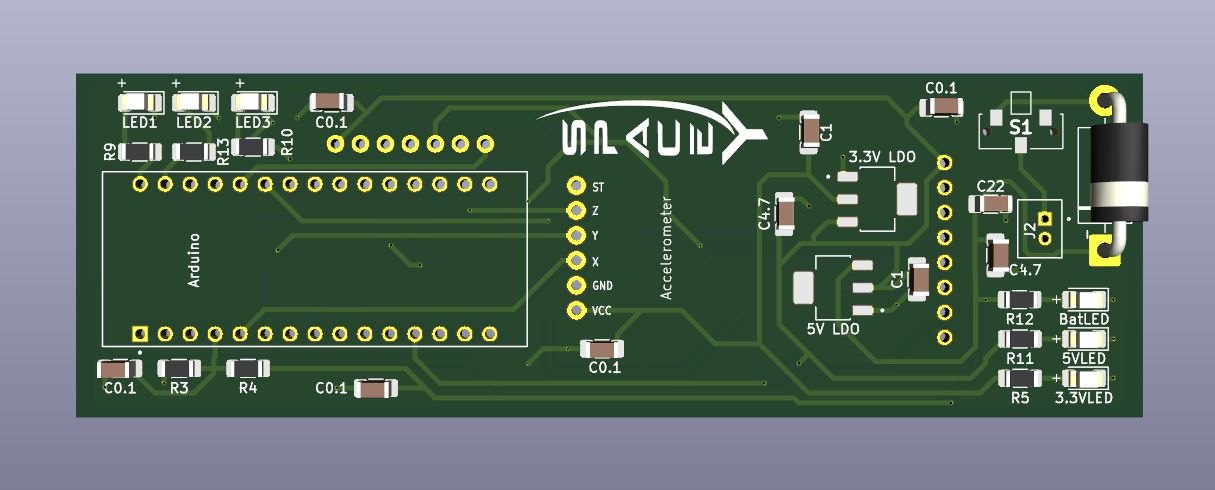 + + +
LED1 LED2 LED3
C0.1
R9 R13 R10
Arduino
C0.1 R3 R4
C0.1
SPACE
ST
Z
Y
X
GND
VCC
Accelerometer
C0.1
C1
3.3V LDO
C4.7
5V LDO
C1
C0.1
S1
C22
J2
C4.7
R12 + BatLED
R11 + 5VLED
R5 + 3.3VLED